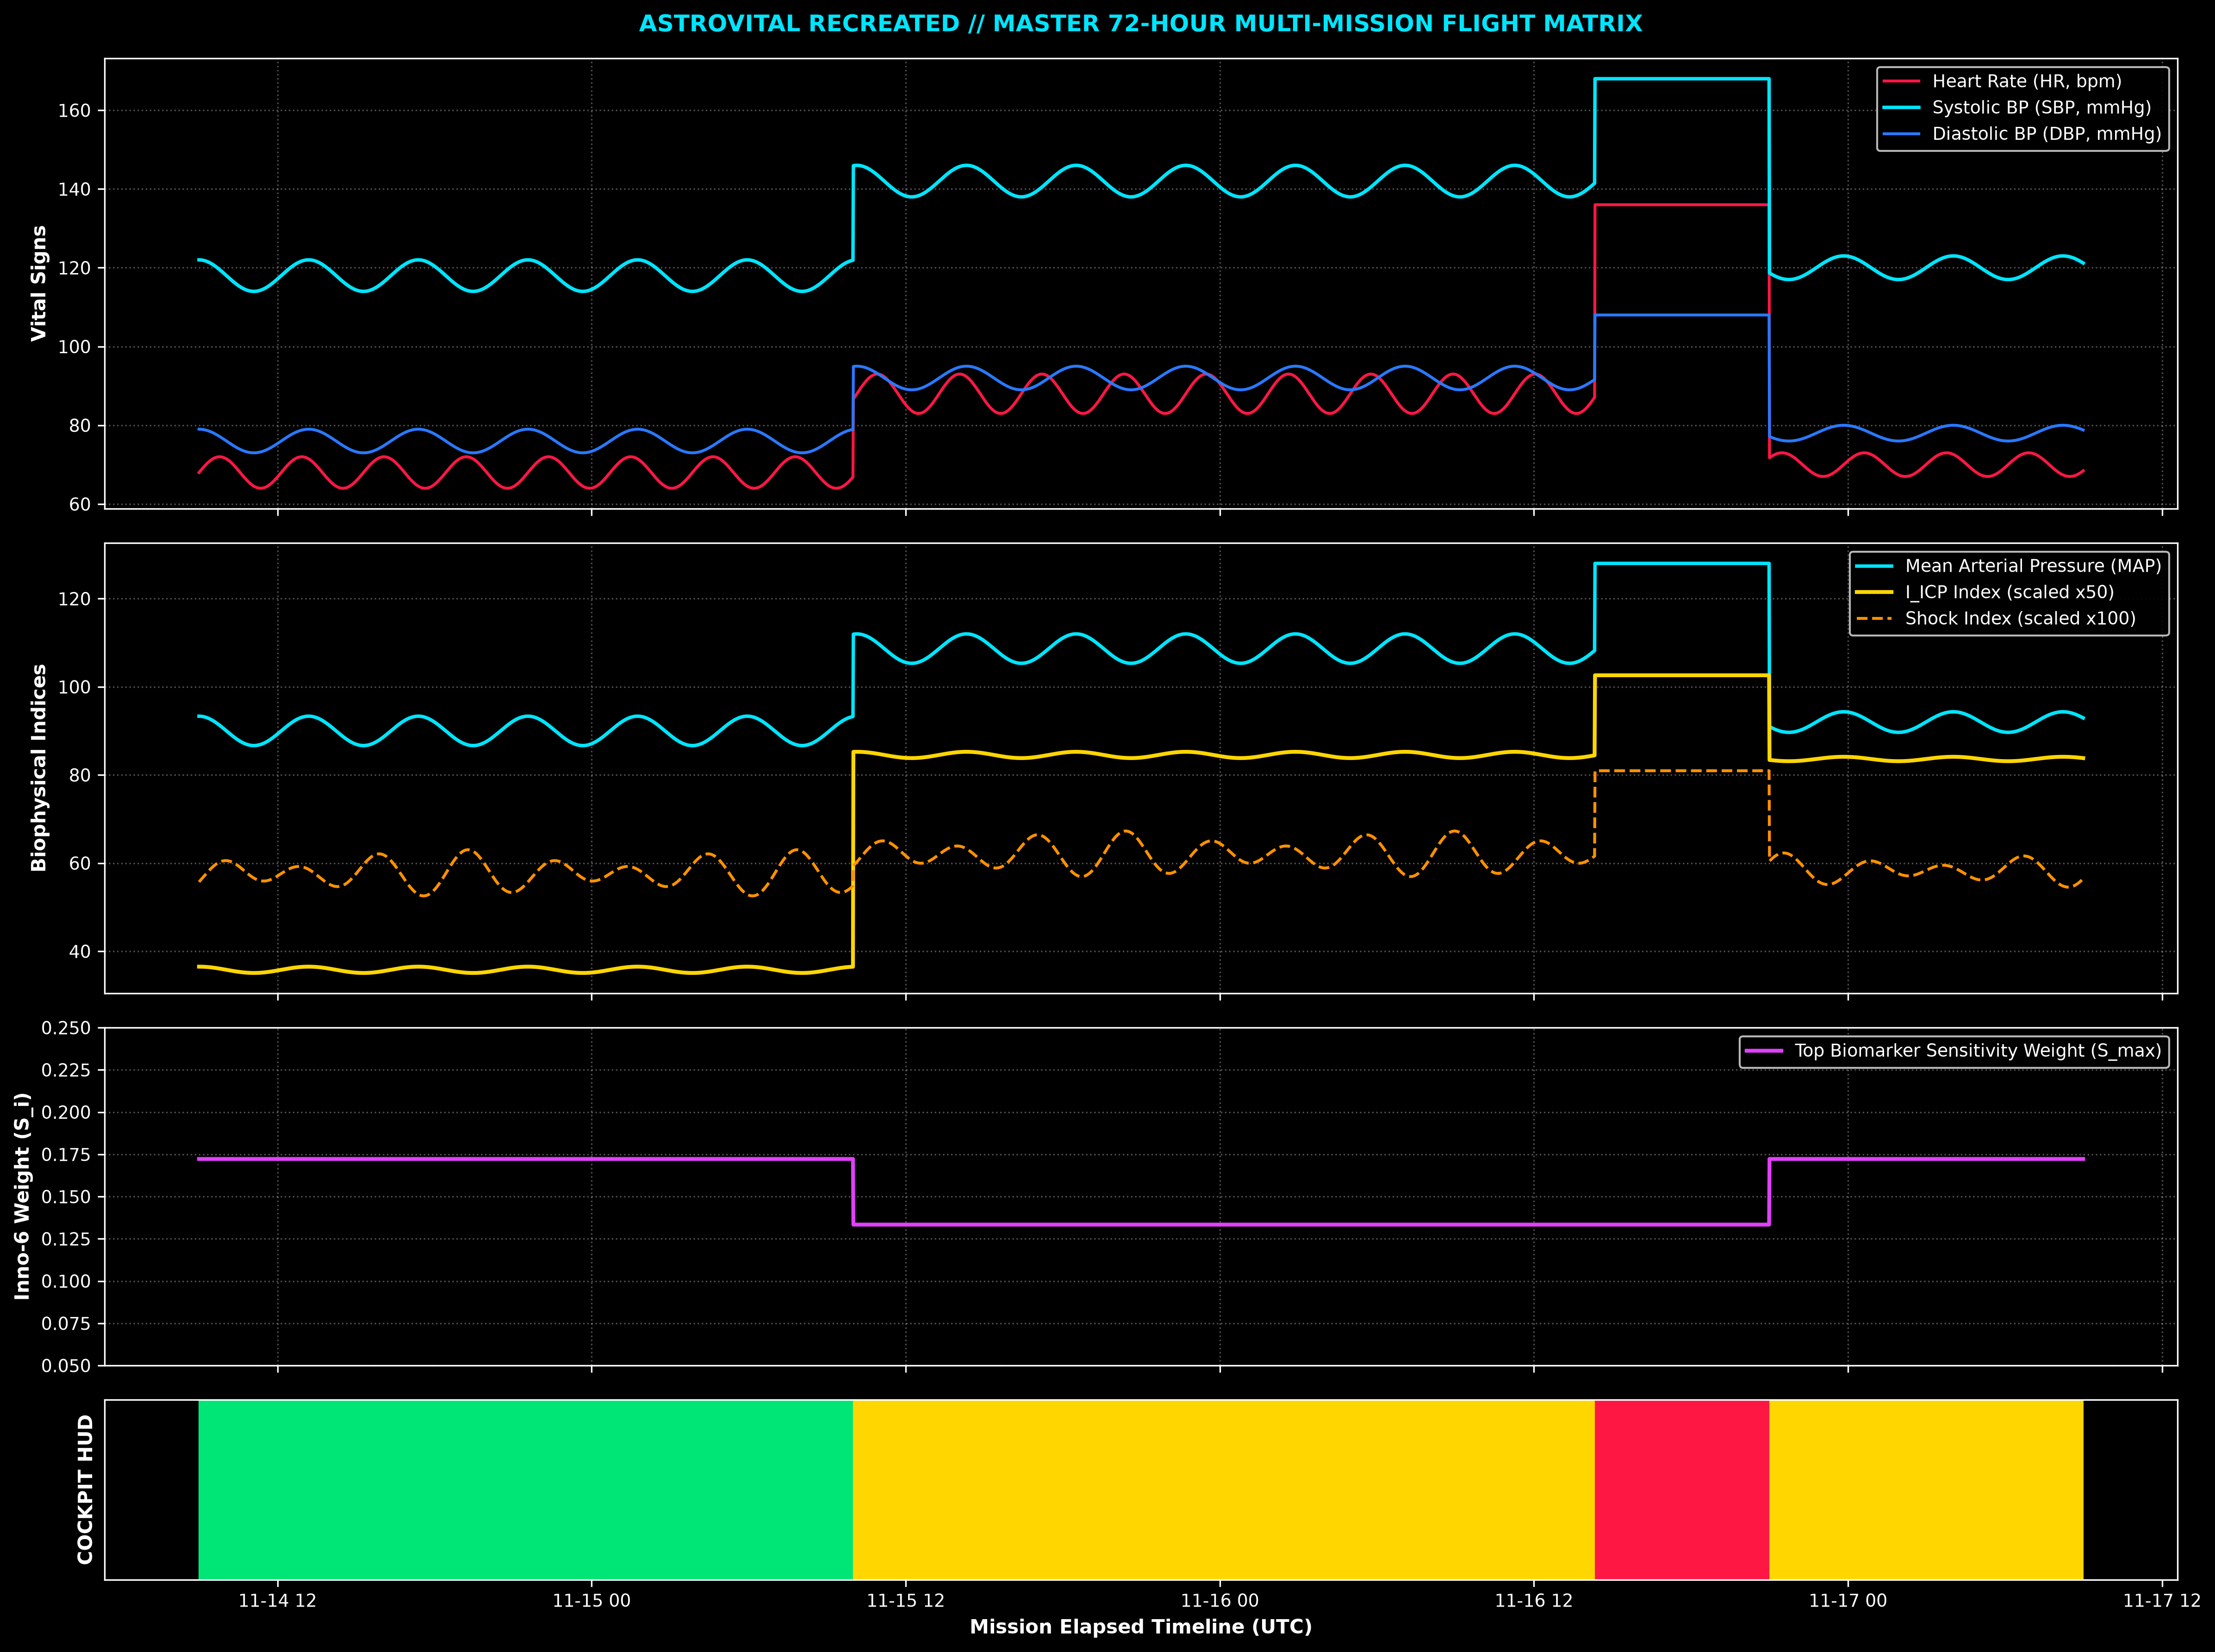 ASTROVITAL RECREATED // MASTER 72-HOUR MULTI-MISSION FLIGHT MATRIX
Vital Signs
160
140
120
100
80
60
Heart Rate (HR, bpm)
Systolic BP (SBP, mmHg)
Diastolic BP (DBP, mmHg)
Biophysical Indices
120
100
80
60
40
Mean Arterial Pressure (MAP)
I_ICP Index (scaled x50)
Shock Index (scaled x100)
Inno-6 Weight (S_i)
0.250
0.225
0.200
0.175
0.150
0.125
0.100
0.075
0.050
Top Biomarker Sensitivity Weight (S_max)
COCKPIT HUD
11-14 12
11-15 00
11-15 12
11-16 00
11-16 12
11-17 00
11-17 12
Mission Elapsed Timeline (UTC)